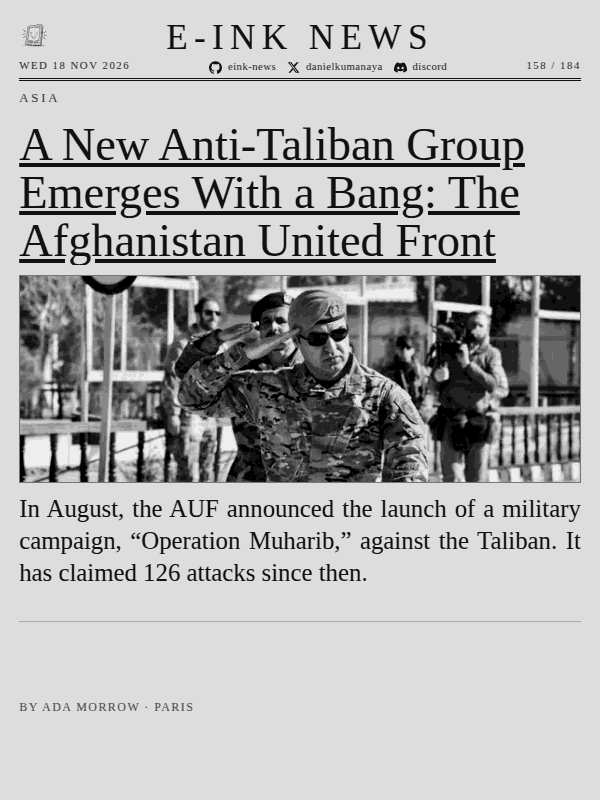 E-INK NEWS
WED 18 NOV 2026
eink-news
danielkumanaya
discord
158 / 184
ASIA
A New Anti-Taliban Group
Emerges With a Bang: The
Afghanistan United Front
In August, the AUF announced the launch of a military
campaign, “Operation Muharib,” against the Taliban. It
has claimed 126 attacks since then.
BY ADA MORROW · PARIS